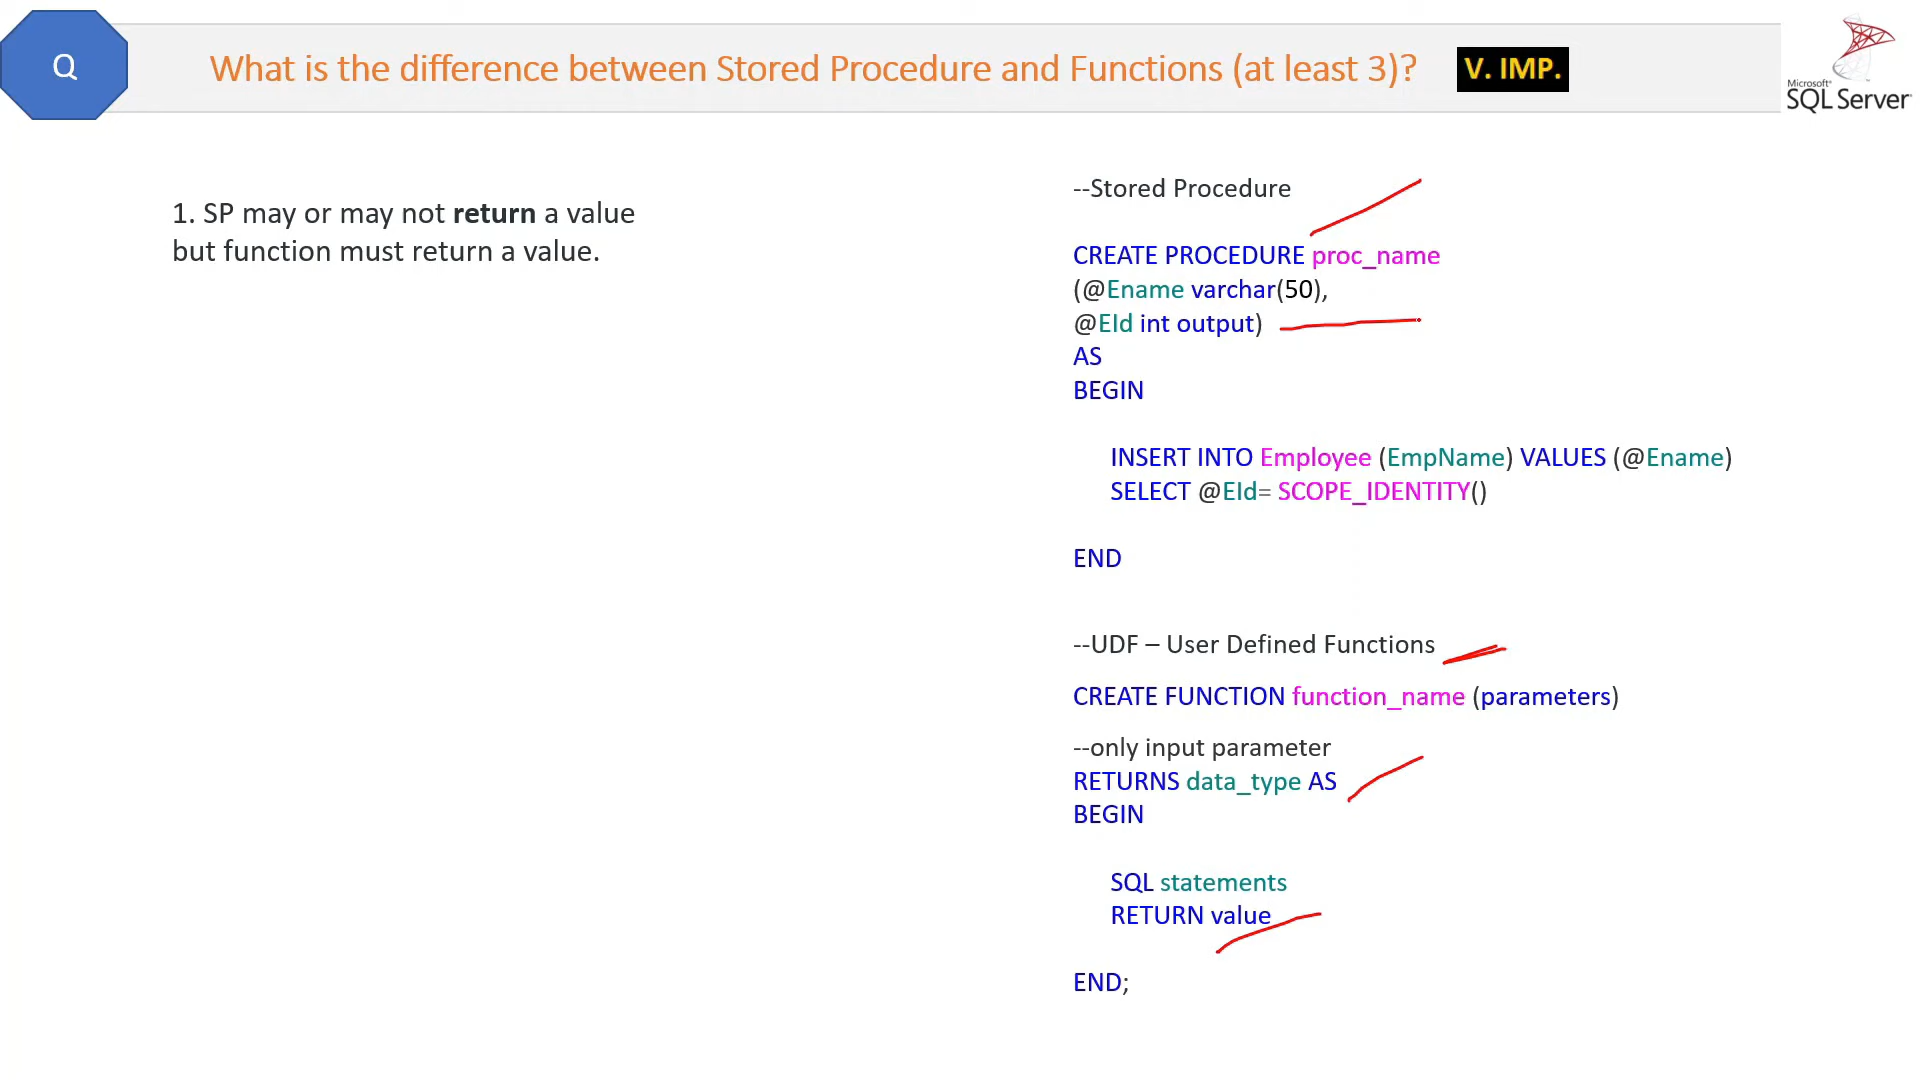 Q
What is the difference between Stored Procedure and Functions (at least 3)?
V. IMP.
Microsoft®
SQL Server®
1. SP may or may not return a value
but function must return a value.
--Stored Procedure
CREATE PROCEDURE proc_name
(@Ename varchar(50),
@EId int output)
AS
BEGIN
INSERT INTO Employee (EmpName) VALUES (@Ename)
SELECT @EId= SCOPE_IDENTITY()
END
--UDF – User Defined Functions
CREATE FUNCTION function_name (parameters)
--only input parameter
RETURNS data_type AS
BEGIN
SQL statements
RETURN value
END;